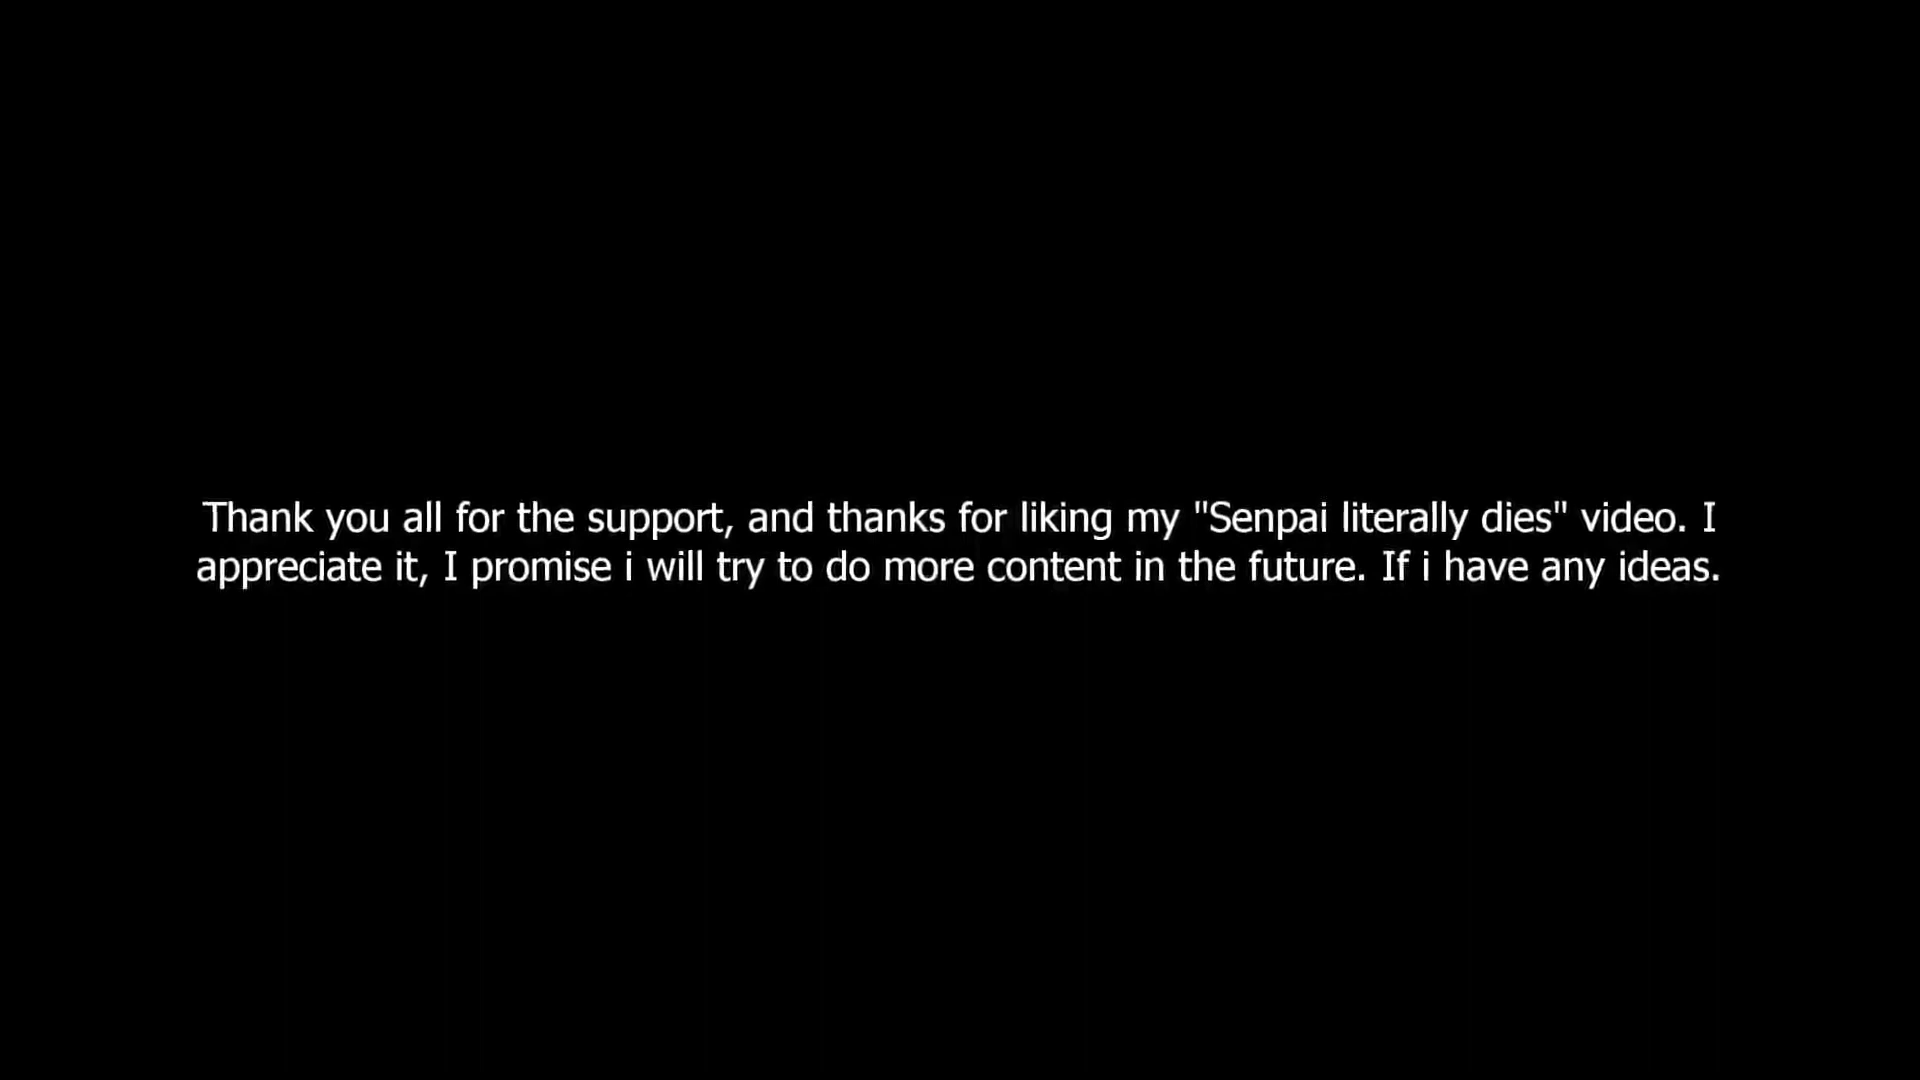 Thank you all for the support, and thanks for liking my "Senpai literally dies" video. I
appreciate it, I promise i will try to do more content in the future. If i have any ideas.